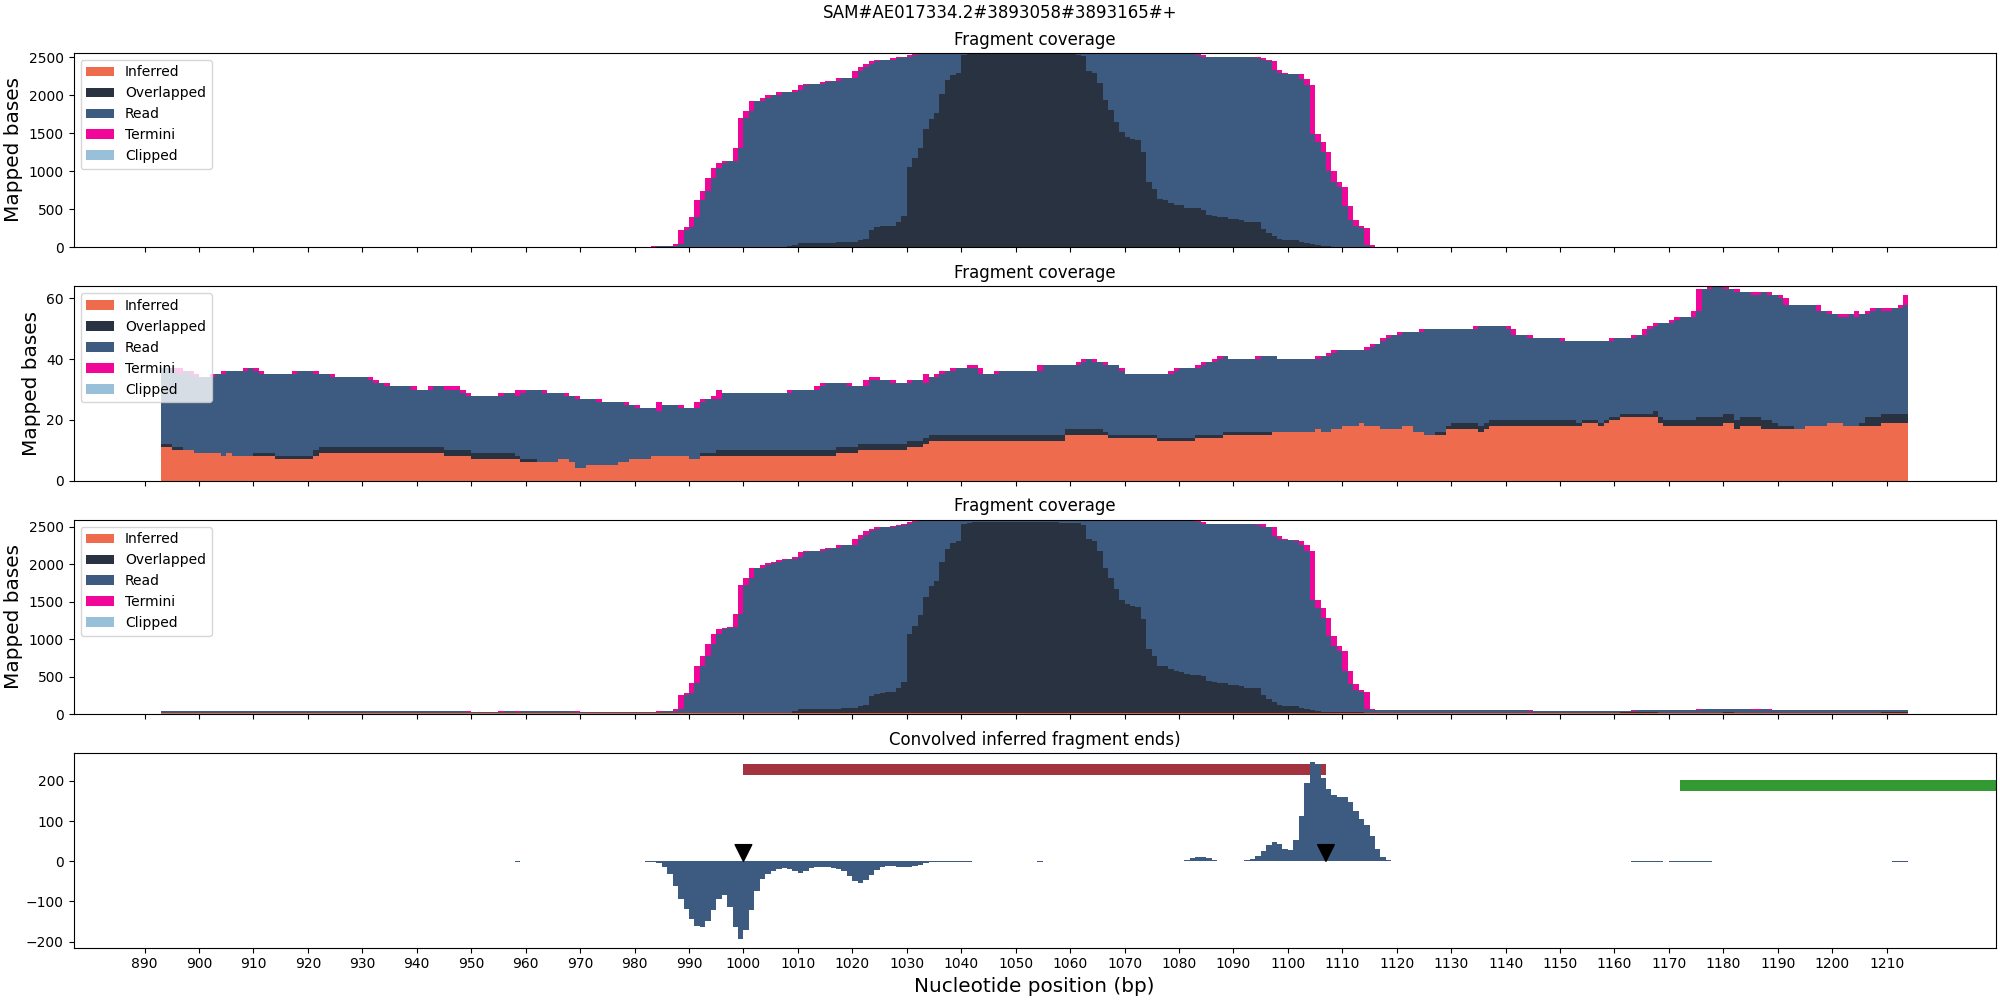 SAM#AE017334.2#3893058#3893165#+
Fragment coverage
Mapped bases
2500
2000
1500
1000
500
0
Inferred
Overlapped
Read
Termini
Clipped
Fragment coverage
Mapped bases
60
40
20
0
Inferred
Overlapped
Read
Termini
Clipped
Fragment coverage
Mapped bases
2500
2000
1500
1000
500
0
Inferred
Overlapped
Read
Termini
Clipped
Convolved inferred fragment ends)
200
100
0
−100
−200
890 900 910 920 930 940 950 960 970 980 990 1000 1010 1020 1030 1040 1050 1060 1070 1080 1090 1100 1110 1120 1130 1140 1150 1160 1170 1180 1190 1200 1210
Nucleotide position (bp)